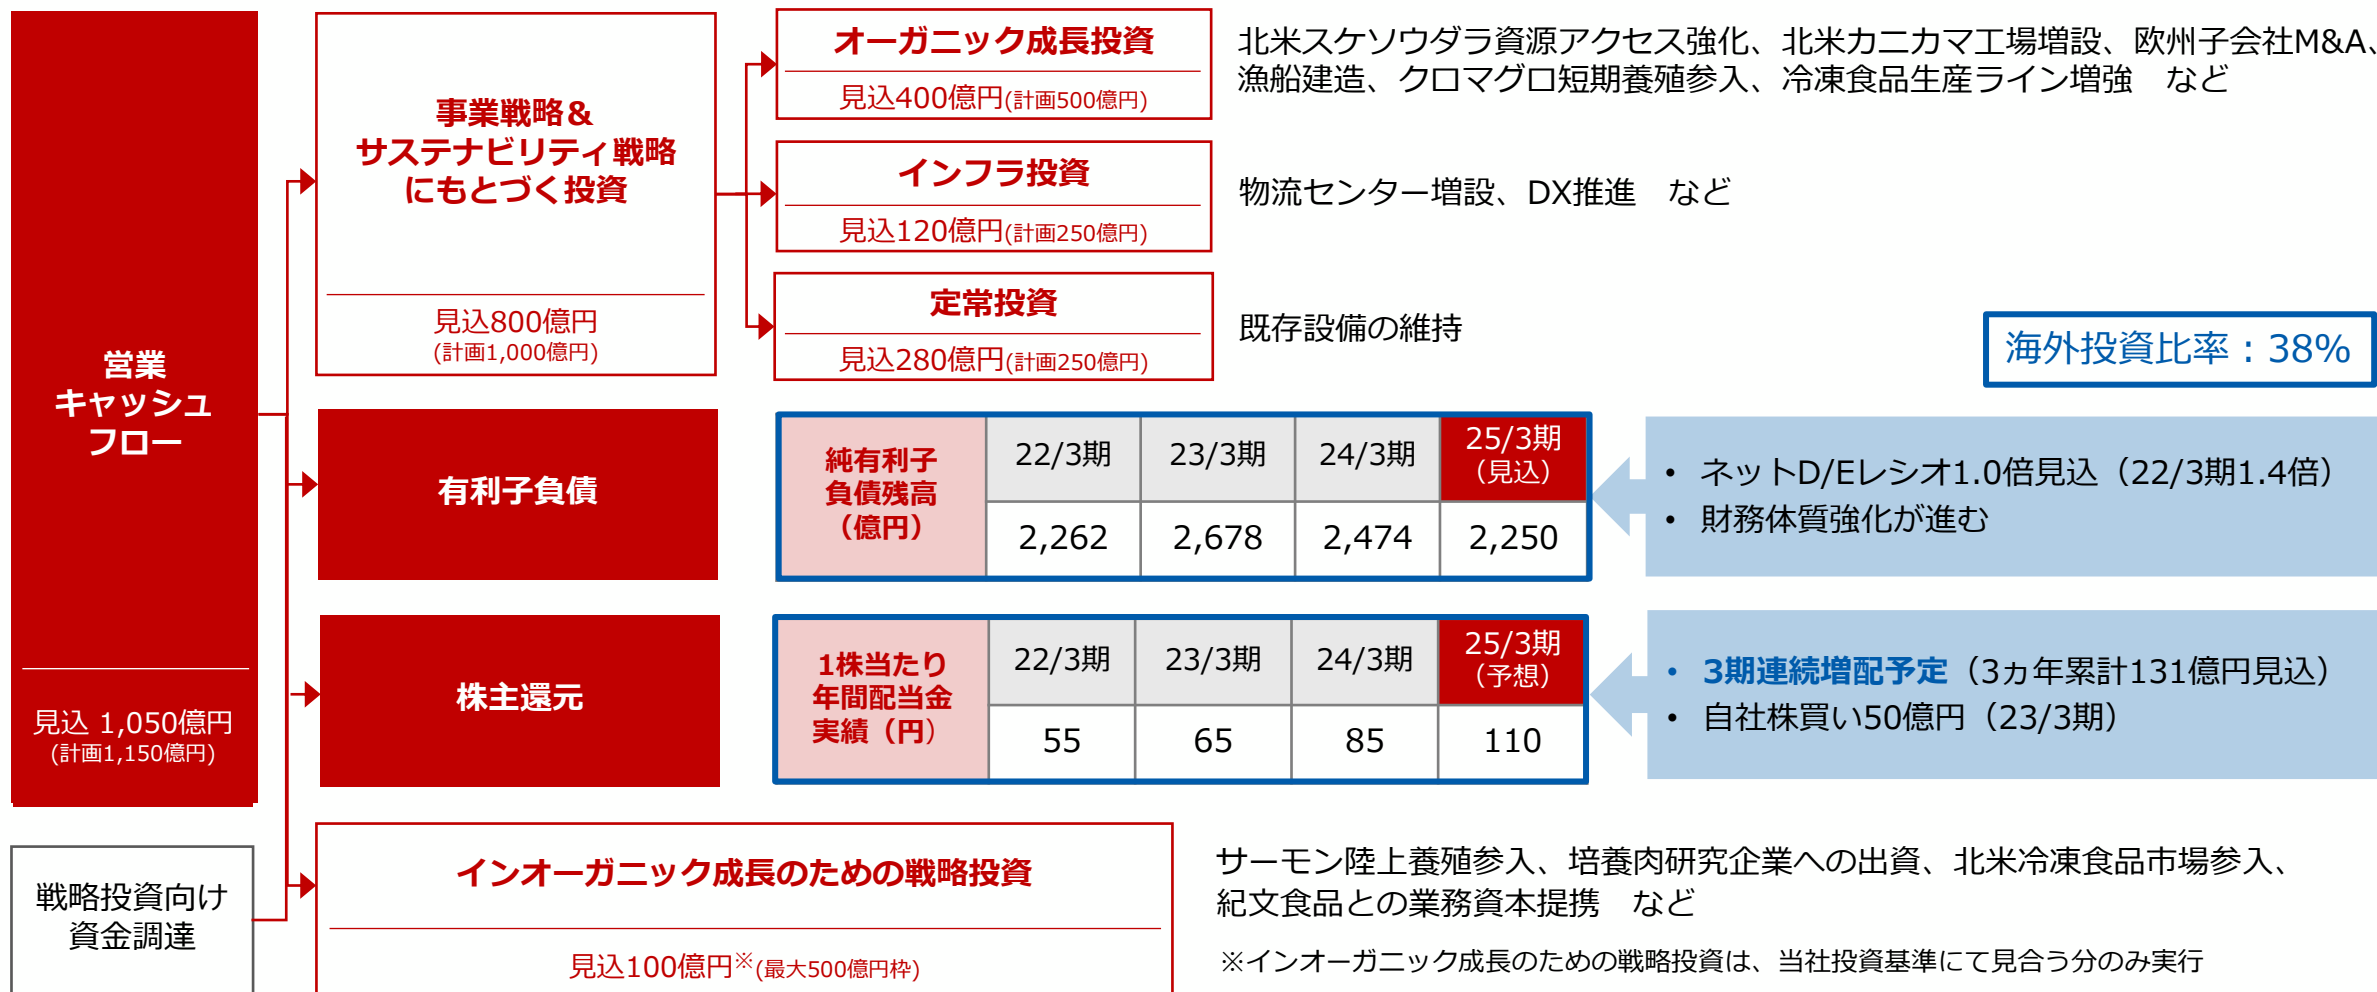 営業
キャッシュ
フロー
見込 1,050億円
(計画1,150億円)
事業戦略＆
サステナビリティ戦略
にもとづく投資
見込800億円
(計画1,000億円)
オーガニック成長投資
見込400億円(計画500億円)
北米スケソウダラ資源アクセス強化、北米カニカマ工場増設、欧州子会社M&A、
漁船建造、クロマグロ短期養殖参入、冷凍食品生産ライン増強　など
インフラ投資
見込120億円(計画250億円)
物流センター増設、DX推進　など
定常投資
見込280億円(計画250億円)
既存設備の維持
海外投資比率：38%
有利子負債
純有利子
負債残高
（億円）
22/3期 23/3期 24/3期 25/3期
（見込）
2,262 2,678 2,474 2,250
• ネットD/Eレシオ1.0倍見込（22/3期1.4倍）
• 財務体質強化が進む
株主還元
1株当たり
年間配当金
実績（円）
22/3期 23/3期 24/3期 25/3期
（予想）
55 65 85 110
• 3期連続増配予定（3ヵ年累計131億円見込）
• 自社株買い50億円（23/3期）
戦略投資向け
資金調達
インオーガニック成長のための戦略投資
見込100億円※(最大500億円枠)
サーモン陸上養殖参入、培養肉研究企業への出資、北米冷凍食品市場参入、
紀文食品との業務資本提携　など
※インオーガニック成長のための戦略投資は、当社投資基準にて見合う分のみ実行